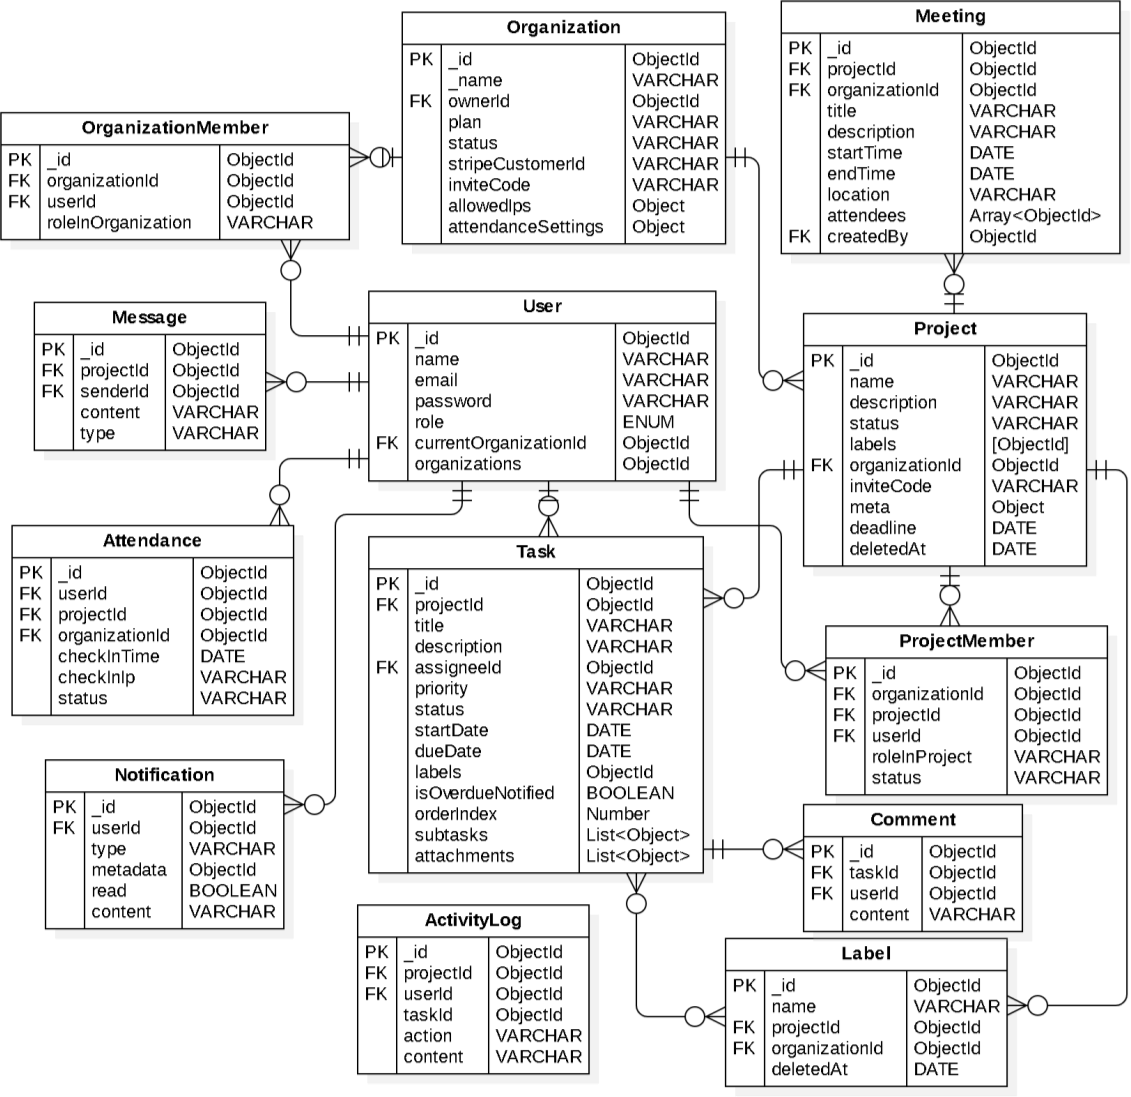 Organization
PK _id ObjectId
_name VARCHAR
FK ownerId ObjectId
plan VARCHAR
status VARCHAR
stripeCustomerId VARCHAR
inviteCode VARCHAR
allowedIps Object
attendanceSettings Object
Meeting
PK _id ObjectId
FK projectId ObjectId
FK organizationId ObjectId
title VARCHAR
description VARCHAR
startTime DATE
endTime DATE
location VARCHAR
attendees Array<ObjectId>
FK createdBy ObjectId
OrganizationMember
PK _id ObjectId
FK organizationId ObjectId
FK userId ObjectId
roleInOrganization VARCHAR
Message
PK _id ObjectId
FK projectId ObjectId
FK senderId ObjectId
content VARCHAR
type VARCHAR
User
PK _id ObjectId
name VARCHAR
email VARCHAR
password VARCHAR
role ENUM
FK currentOrganizationId ObjectId
organizations ObjectId
Project
PK _id ObjectId
name VARCHAR
description VARCHAR
status VARCHAR
labels [ObjectId]
FK organizationId ObjectId
inviteCode VARCHAR
meta Object
deadline DATE
deletedAt DATE
Attendance
PK _id ObjectId
FK userId ObjectId
FK projectId ObjectId
FK organizationId ObjectId
checkInTime DATE
checkInIp VARCHAR
status VARCHAR
Task
PK _id ObjectId
FK projectId ObjectId
title VARCHAR
description VARCHAR
FK assigneeId ObjectId
priority VARCHAR
status VARCHAR
startDate DATE
dueDate DATE
labels ObjectId
isOverdueNotified BOOLEAN
orderIndex Number
subtasks List<Object>
attachments List<Object>
ProjectMember
PK _id ObjectId
FK organizationId ObjectId
FK projectId ObjectId
FK userId ObjectId
roleInProject VARCHAR
status VARCHAR
Notification
PK _id ObjectId
FK userId ObjectId
type VARCHAR
metadata ObjectId
read BOOLEAN
content VARCHAR
Comment
PK _id ObjectId
FK taskId ObjectId
FK userId ObjectId
content VARCHAR
ActivityLog
PK _id ObjectId
FK projectId ObjectId
FK userId ObjectId
taskId ObjectId
action VARCHAR
content VARCHAR
Label
PK _id ObjectId
name VARCHAR
FK projectId ObjectId
FK organizationId ObjectId
deletedAt DATE